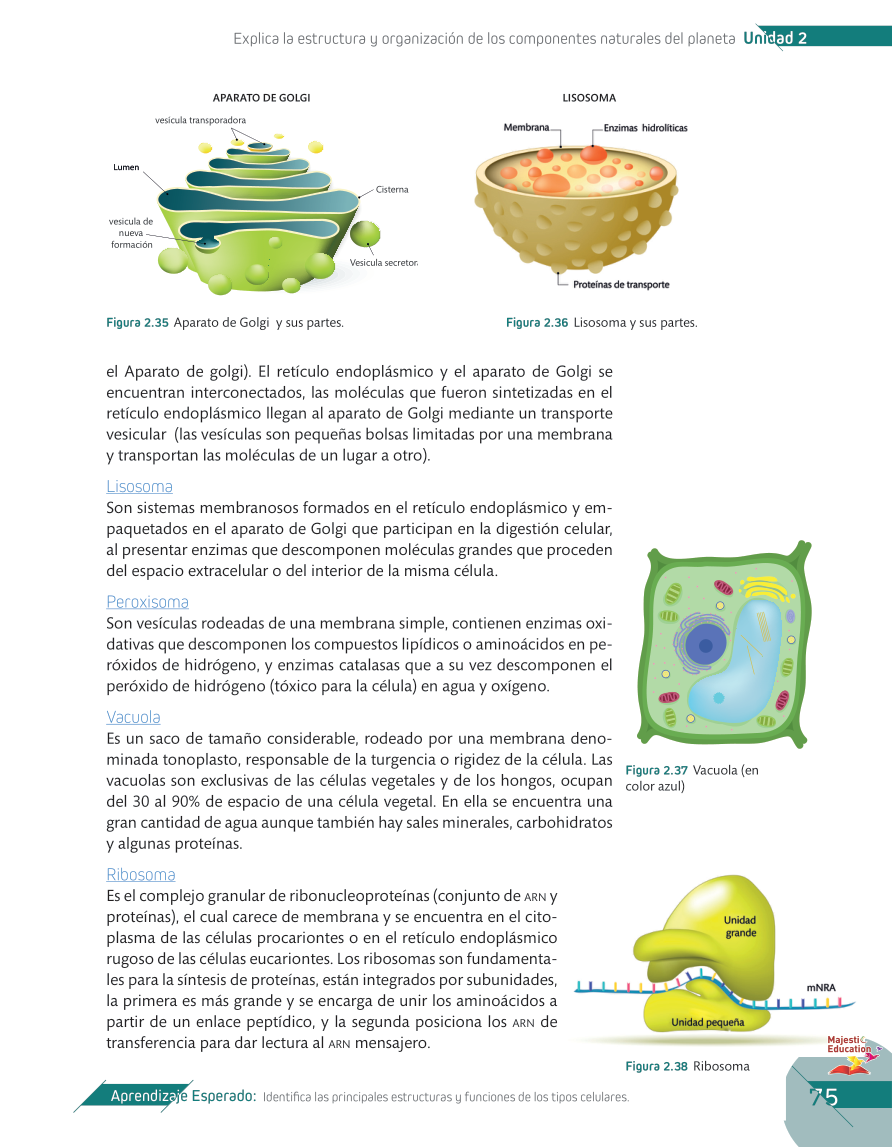 Explica la estructura y organización de los componentes naturales del planeta Unidad 2
APARATO DE GOLGI
vesícula transporadora
Lumen
Cisterna
vesicula de
nueva
formación
Vesicula secretor
LISOSOMA
Membrana
Enzimas hidrolíticas
Proteínas de transporte
Figura 2.35 Aparato de Golgi y sus partes.
Figura 2.36 Lisosoma y sus partes.
el Aparato de golgi). El retículo endoplásmico y el aparato de Golgi se
encuentran interconectados, las moléculas que fueron sintetizadas en el
retículo endoplásmico llegan al aparato de Golgi mediante un transporte
vesicular (las vesículas son pequeñas bolsas limitadas por una membrana
y transportan las moléculas de un lugar a otro).
Lisosoma
Son sistemas membranosos formados en el retículo endoplásmico y em-
paquetados en el aparato de Golgi que participan en la digestión celular,
al presentar enzimas que descomponen moléculas grandes que proceden
del espacio extracelular o del interior de la misma célula.
Peroxisoma
Son vesículas rodeadas de una membrana simple, contienen enzimas oxi-
dativas que descomponen los compuestos lipídicos o aminoácidos en pe-
róxidos de hidrógeno, y enzimas catalasas que a su vez descomponen el
peróxido de hidrógeno (tóxico para la célula) en agua y oxígeno.
Vacuola
Es un saco de tamaño considerable, rodeado por una membrana deno-
minada tonoplasto, responsable de la turgencia o rigidez de la célula. Las
vacuolas son exclusivas de las células vegetales y de los hongos, ocupan
del 30 al 90% de espacio de una célula vegetal. En ella se encuentra una
gran cantidad de agua aunque también hay sales minerales, carbohidratos
y algunas proteínas.
Figura 2.37 Vacuola (en
color azul)
Ribosoma
Es el complejo granular de ribonucleoproteínas (conjunto de ARN y
proteínas), el cual carece de membrana y se encuentra en el cito-
plasma de las células procariontes o en el retículo endoplásmico
rugoso de las células eucariontes. Los ribosomas son fundamenta-
les para la síntesis de proteínas, están integrados por subunidades,
la primera es más grande y se encarga de unir los aminoácidos a
partir de un enlace peptídico, y la segunda posiciona los ARN de
transferencia para dar lectura al ARN mensajero.
Unidad
grande
mNRA
Unidad pequeña
Figura 2.38 Ribosoma
Majestic
Education
Aprendizaje Esperado: Identifica las principales estructuras y funciones de los tipos celulares.
75